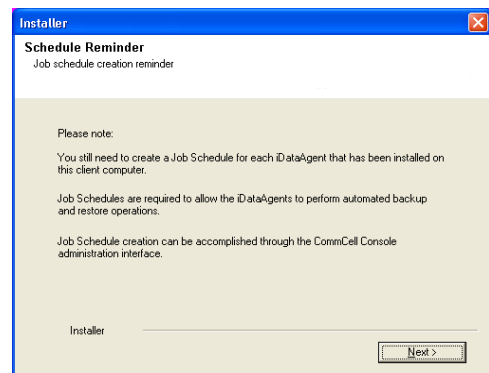 Installer
Schedule Reminder
Job schedule creation reminder
Please note:
You still need to create a Job Schedule for each iDataAgent that has been installed on
this client computer.
Job Schedules are required to allow the iDataAgents to perform automated backup
and restore operations.
Job Schedule creation can be accomplished through the CommCell Console
administration interface.
Installer
Next >